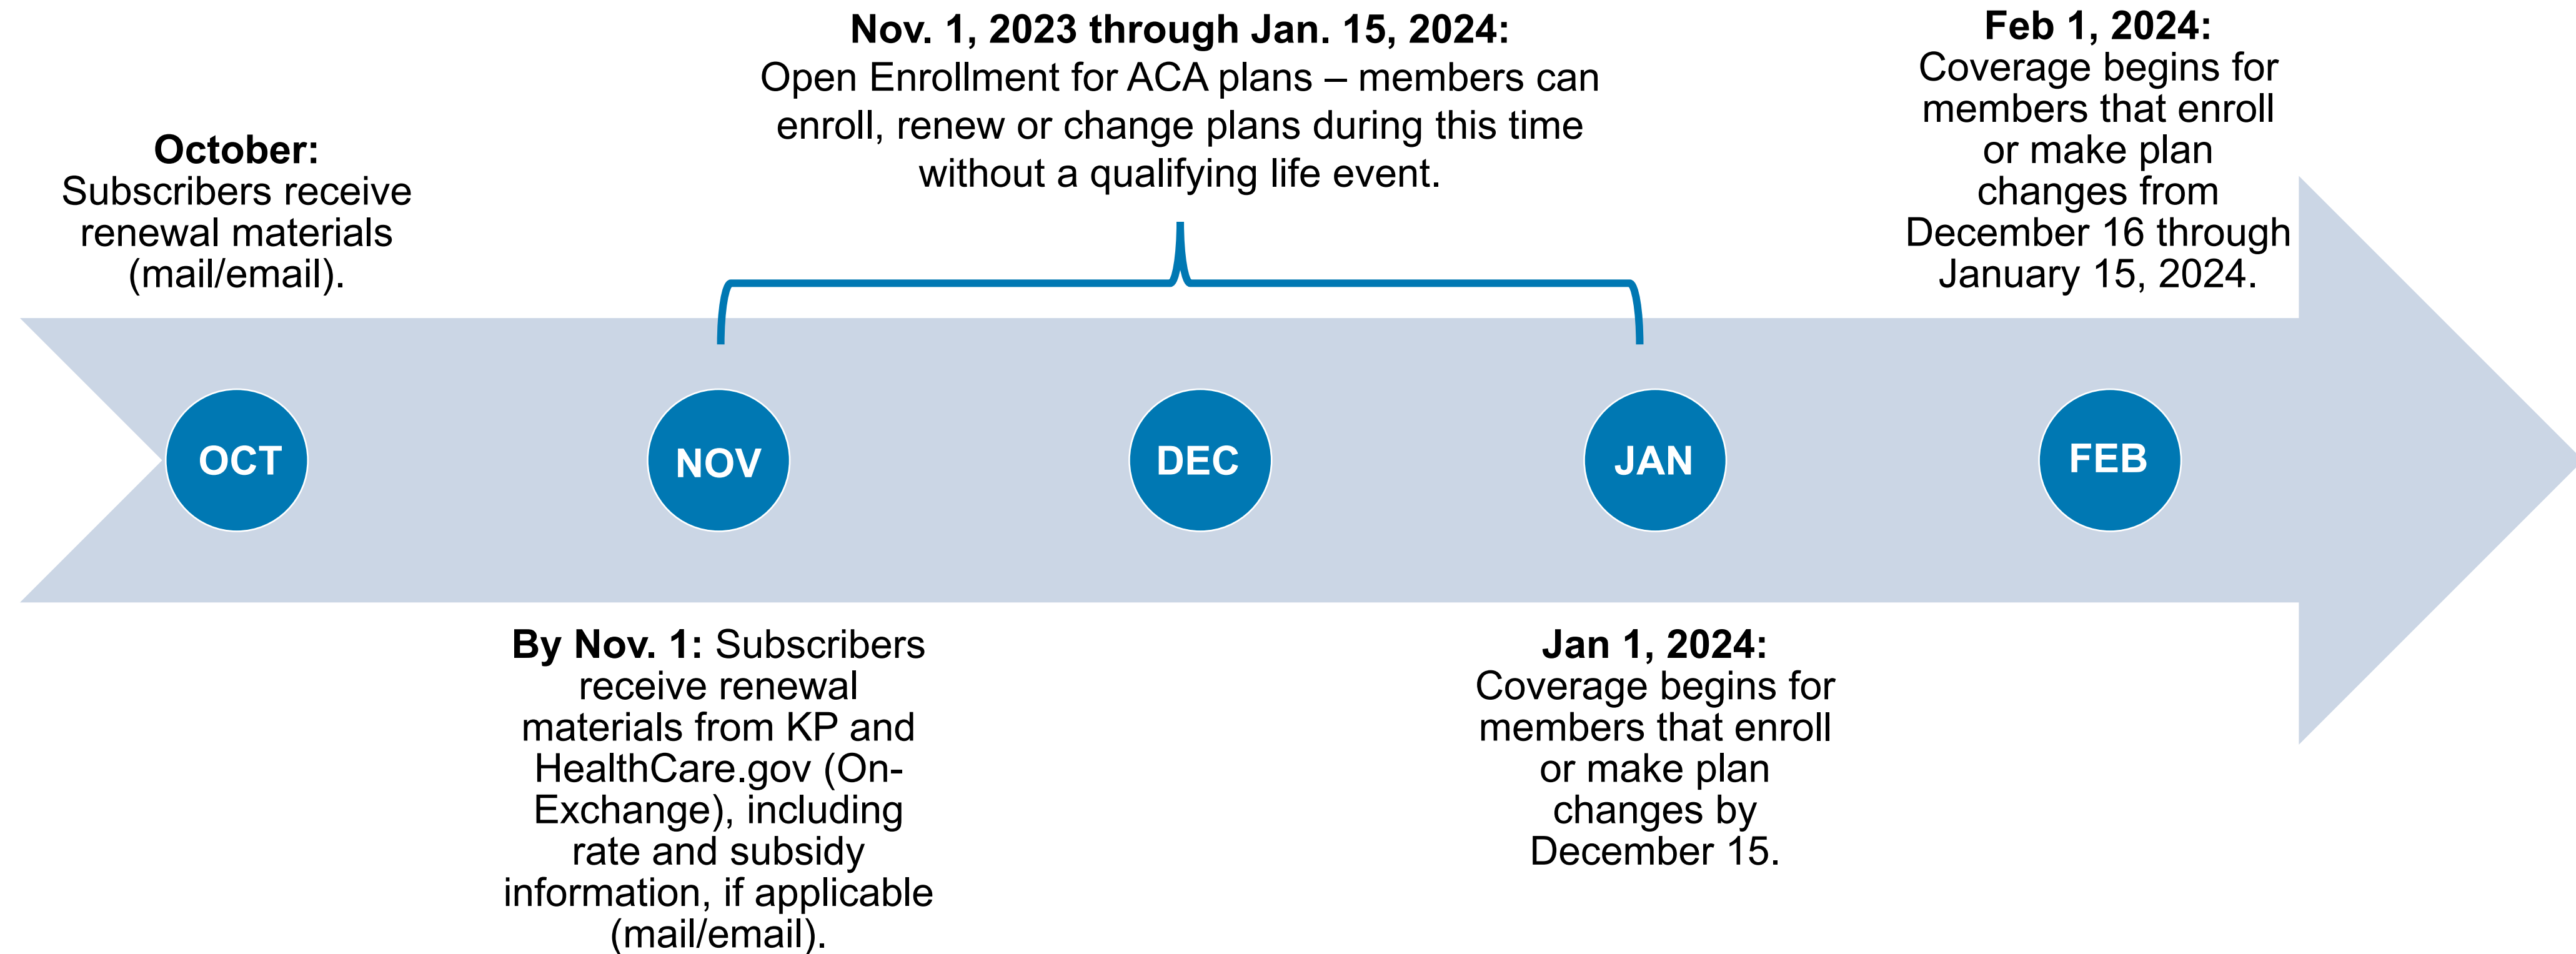 October:
Subscribers receive
renewal materials
(mail/email).
Nov. 1, 2023 through Jan. 15, 2024:
Open Enrollment for ACA plans – members can
enroll, renew or change plans during this time
without a qualifying life event.
Feb 1, 2024:
Coverage begins for
members that enroll
or make plan
changes from
December 16 through
January 15, 2024.
OCT
NOV
DEC
JAN
FEB
By Nov. 1: Subscribers
receive renewal
materials from KP and
HealthCare.gov (On-
Exchange), including
rate and subsidy
information, if applicable
(mail/email).
Jan 1, 2024:
Coverage begins for
members that enroll
or make plan
changes by
December 15.